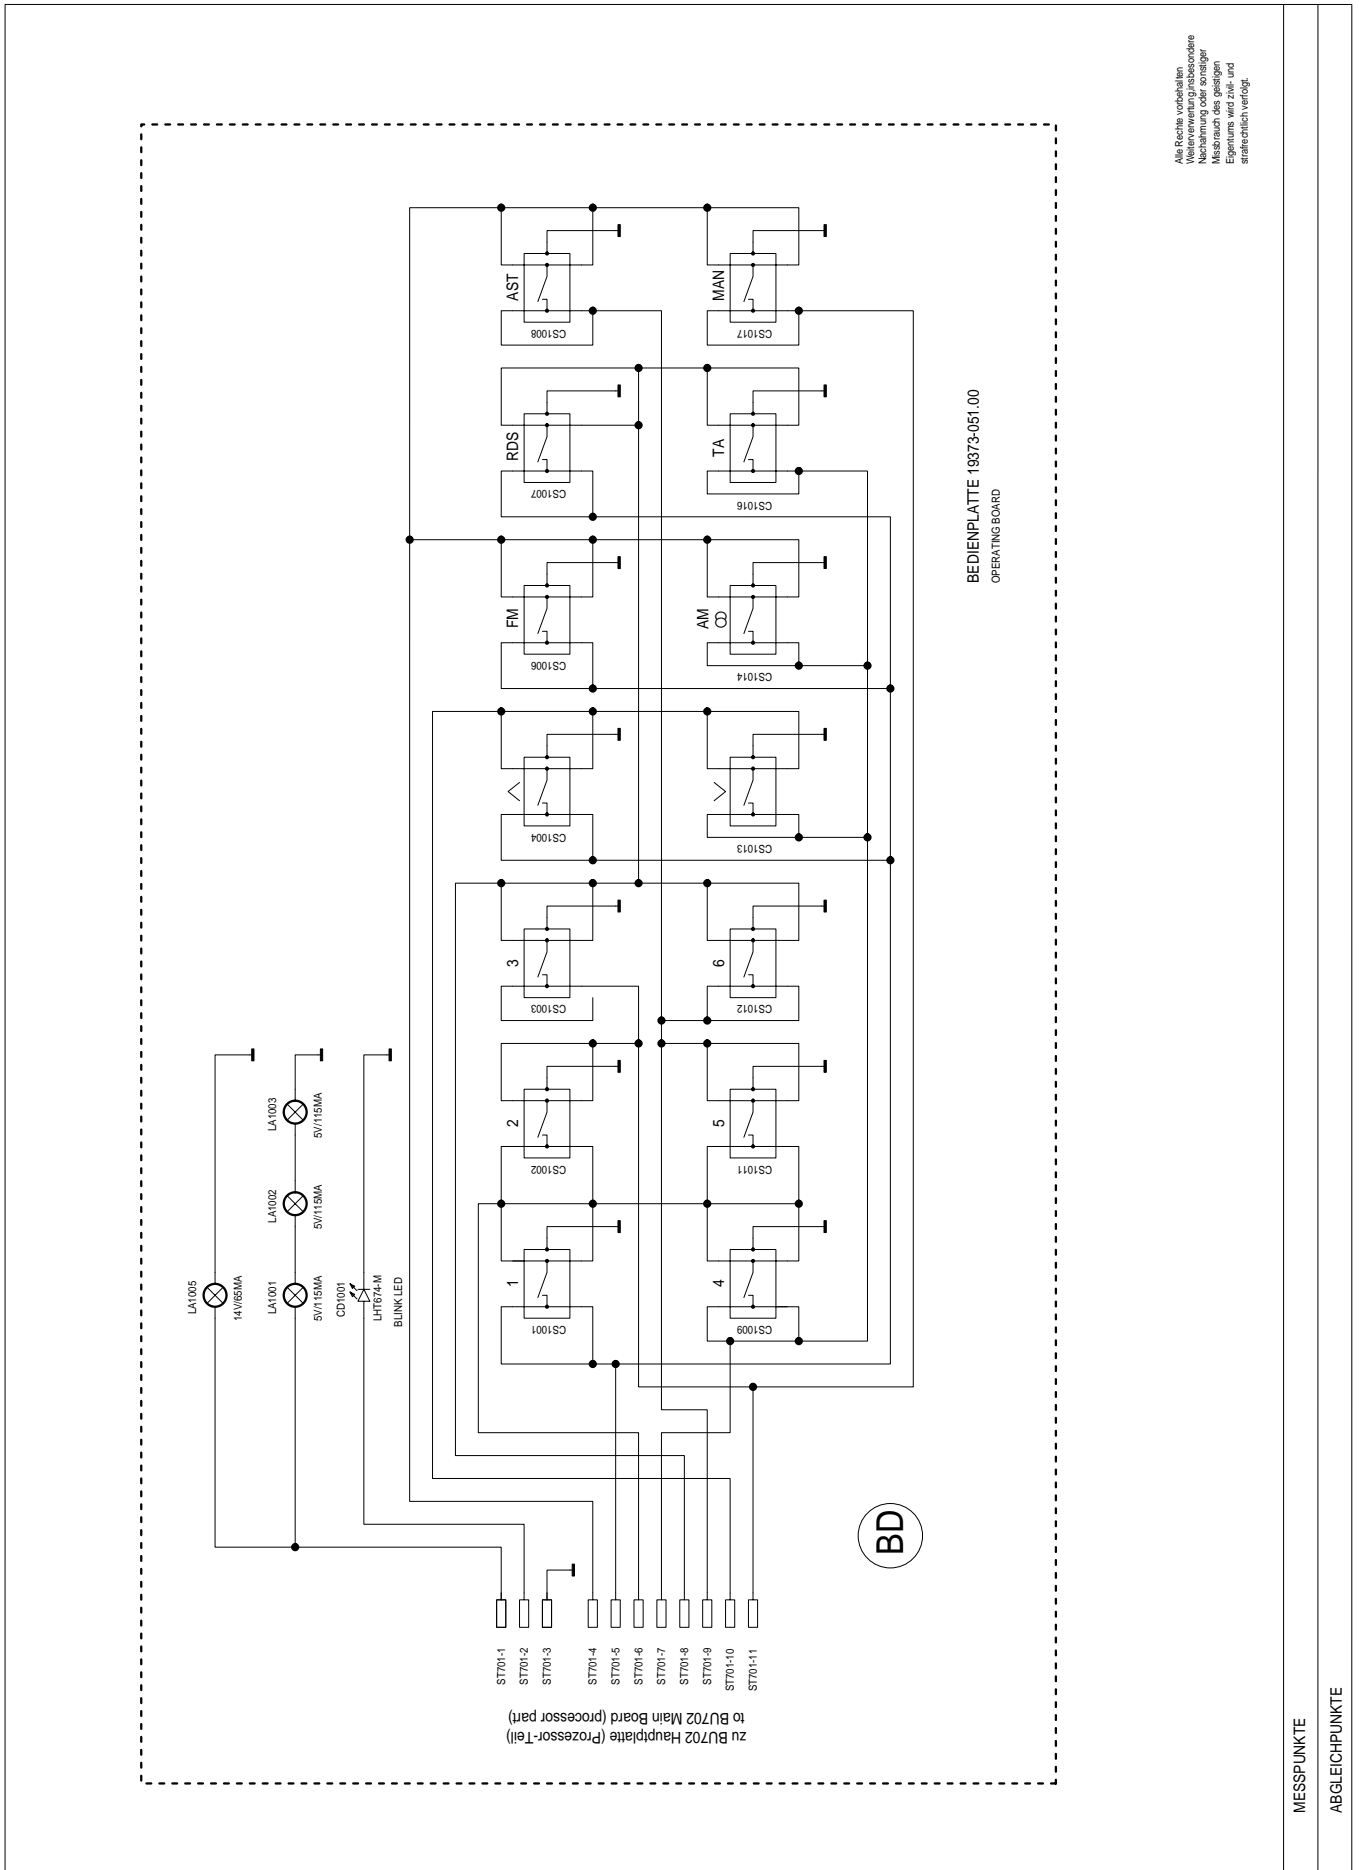 Alle Rechte vorbehalten
Weiterverwertung,insbesondere
Nachahmung oder sonstiger
Missbrauch des geistigen
Eigentums wird zivil- und
strafrechtlich verfolgt.
LA1005
14V/65MA
LA1001
5V/115MA
LA1002
5V/115MA
LA1003
5V/115MA
CD1001
LHT674-M
BLINK LED
1
CS1001
2
CS1002
3
CS1003
CS1004
FM
CS1006
RDS
CS1007
AST
CS1008
4
CS1009
5
CS1011
6
CS1012
CS1013
AM
CS1014
TA
CS1016
MAN
CS1017
ST701-1
ST701-2
ST701-3
ST701-4
ST701-5
ST701-6
ST701-7
ST701-8
ST701-9
ST701-10
ST701-11
zu BU702 Hauptplatte (Prozessor-Teil)
to BU702 Main Board (processor part)
BD
BEDIENPLATTE 19373-051.00
OPERATING BOARD
MESSPUNKTE
ABGLEICHPUNKTE